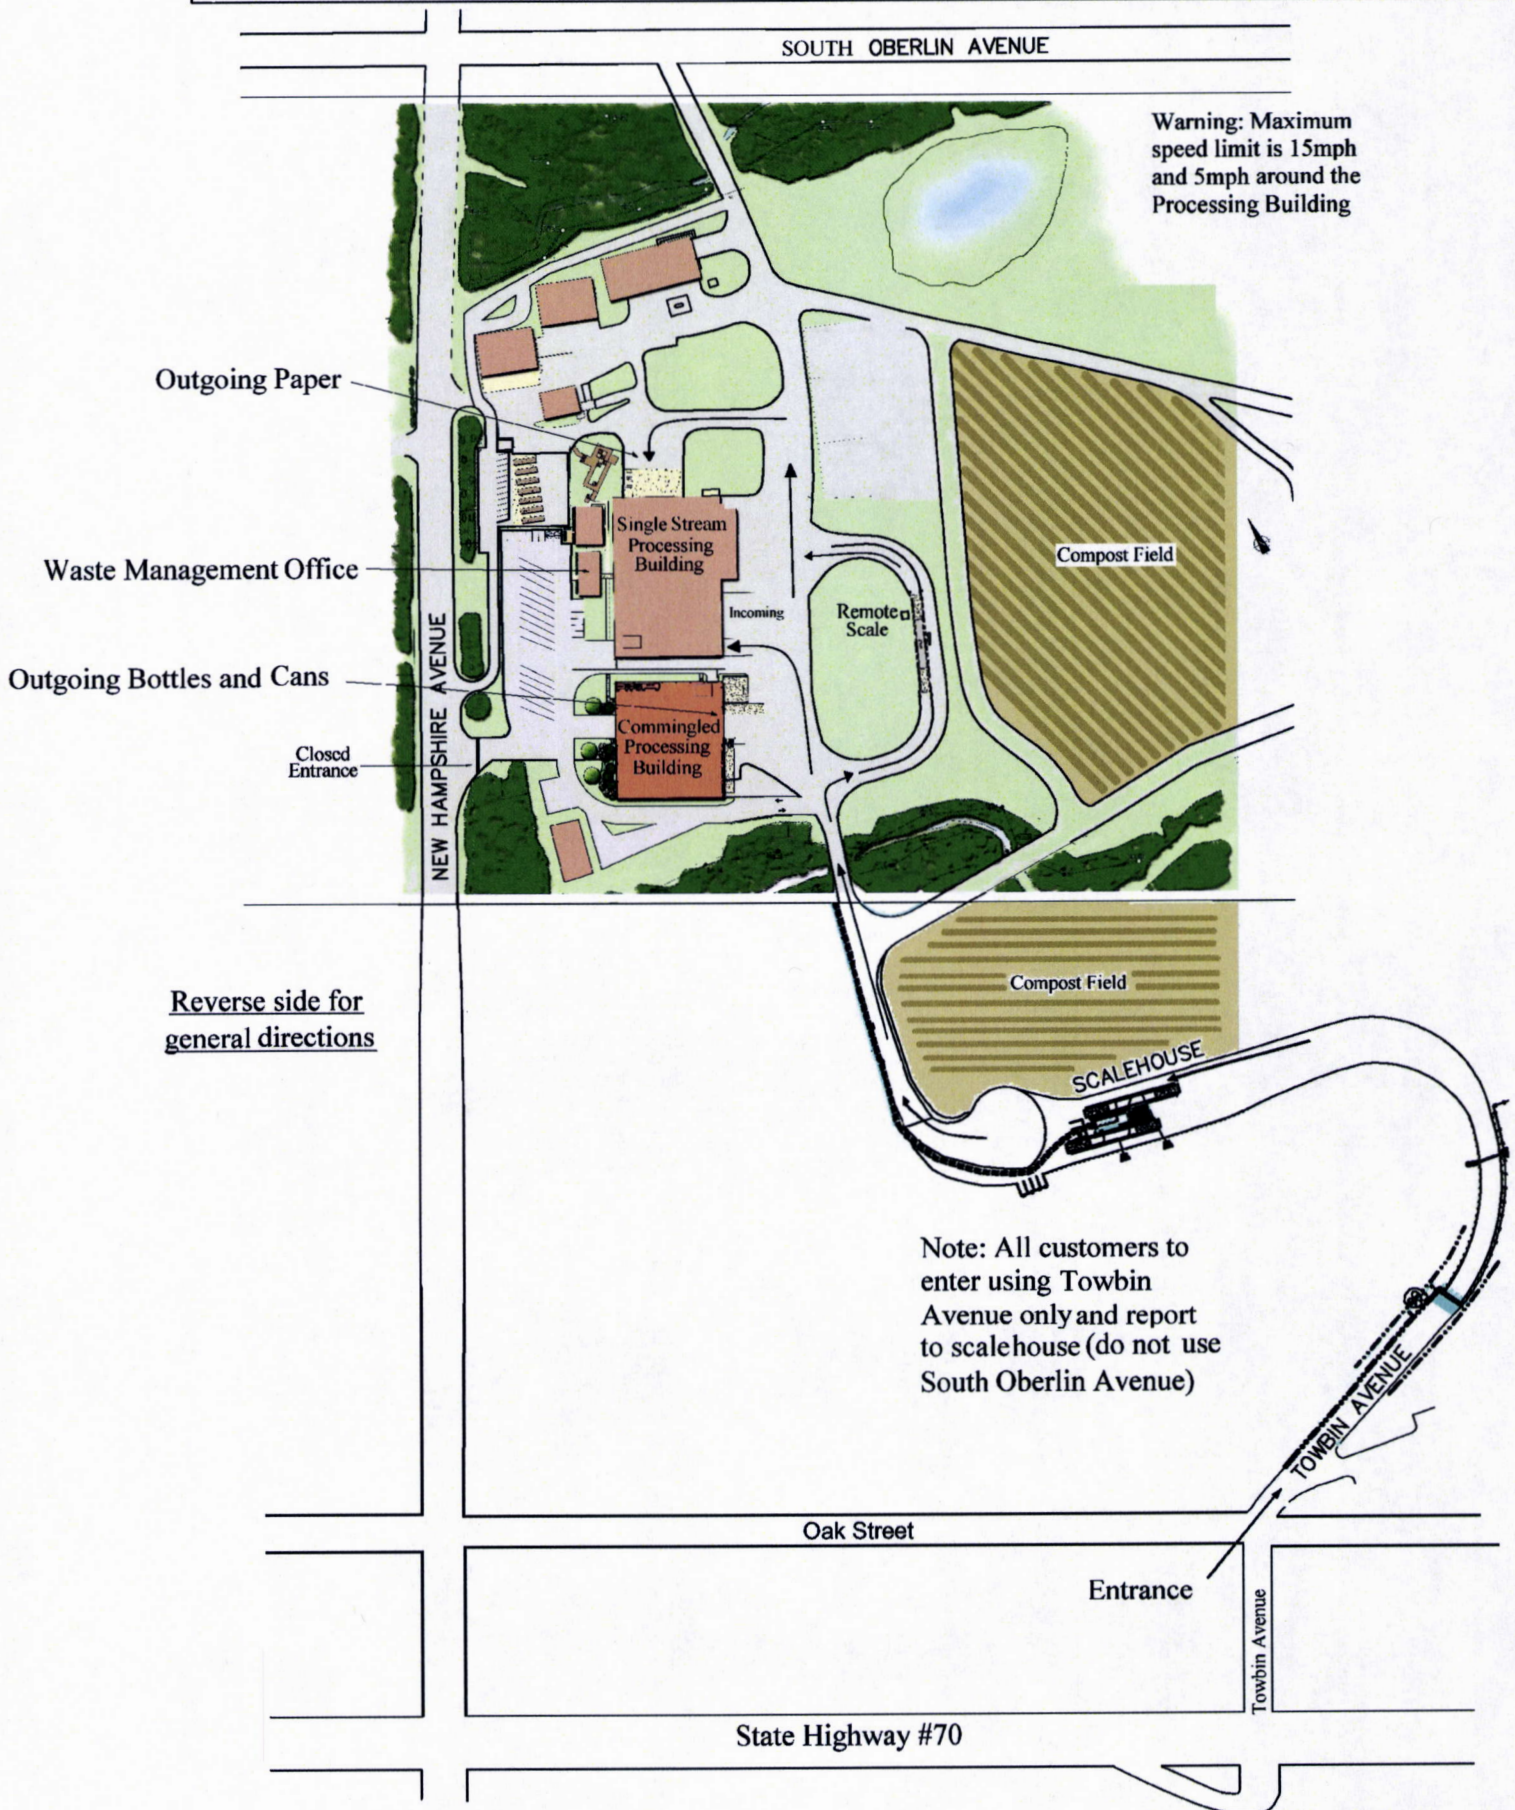 SOUTH OBERLIN AVENUE
Warning: Maximum
speed limit is 15mph
and 5mph around the
Processing Building
Outgoing Paper
Single Stream
Processing
Building
Compost Field
Waste Management Office
Incoming
Remote
Scale
Outgoing Bottles and Cans
NEW HAMPSHIRE AVENUE
Commingled
Processing
Building
Closed
Entrance
Compost Field
Reverse side for
general directions
SCALEHOUSE
Note: All customers to
enter using Towbin
Avenue only and report
to scalehouse (do not use
South Oberlin Avenue)
TOWBIN AVENUE
Oak Street
Entrance
Towbin Avenue
State Highway #70